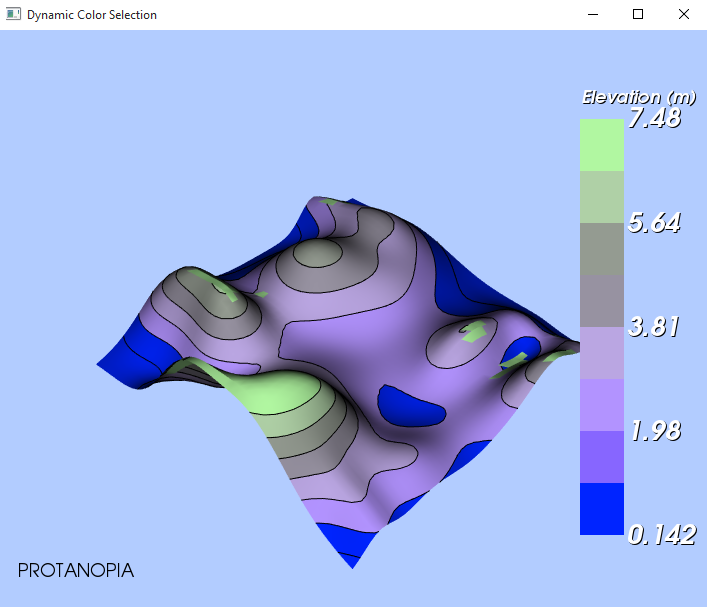 Dynamic Color Selection
Elevation (m)
7.48
5.64
3.81
1.98
0.142
PROTANOPIA